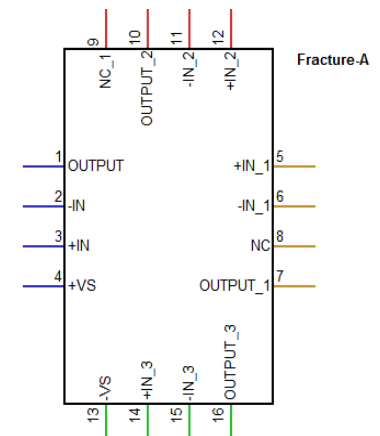 9 10 11 12
NC_1 OUTPUT_2 -IN_2 +IN_2
Fracture-A
1 OUTPUT +IN_1 5
2 -IN -IN_1 6
3 +IN NC 8
4 +VS OUTPUT_1 7
-VS +IN_3 -IN_3 OUTPUT_3
13 14 15 16